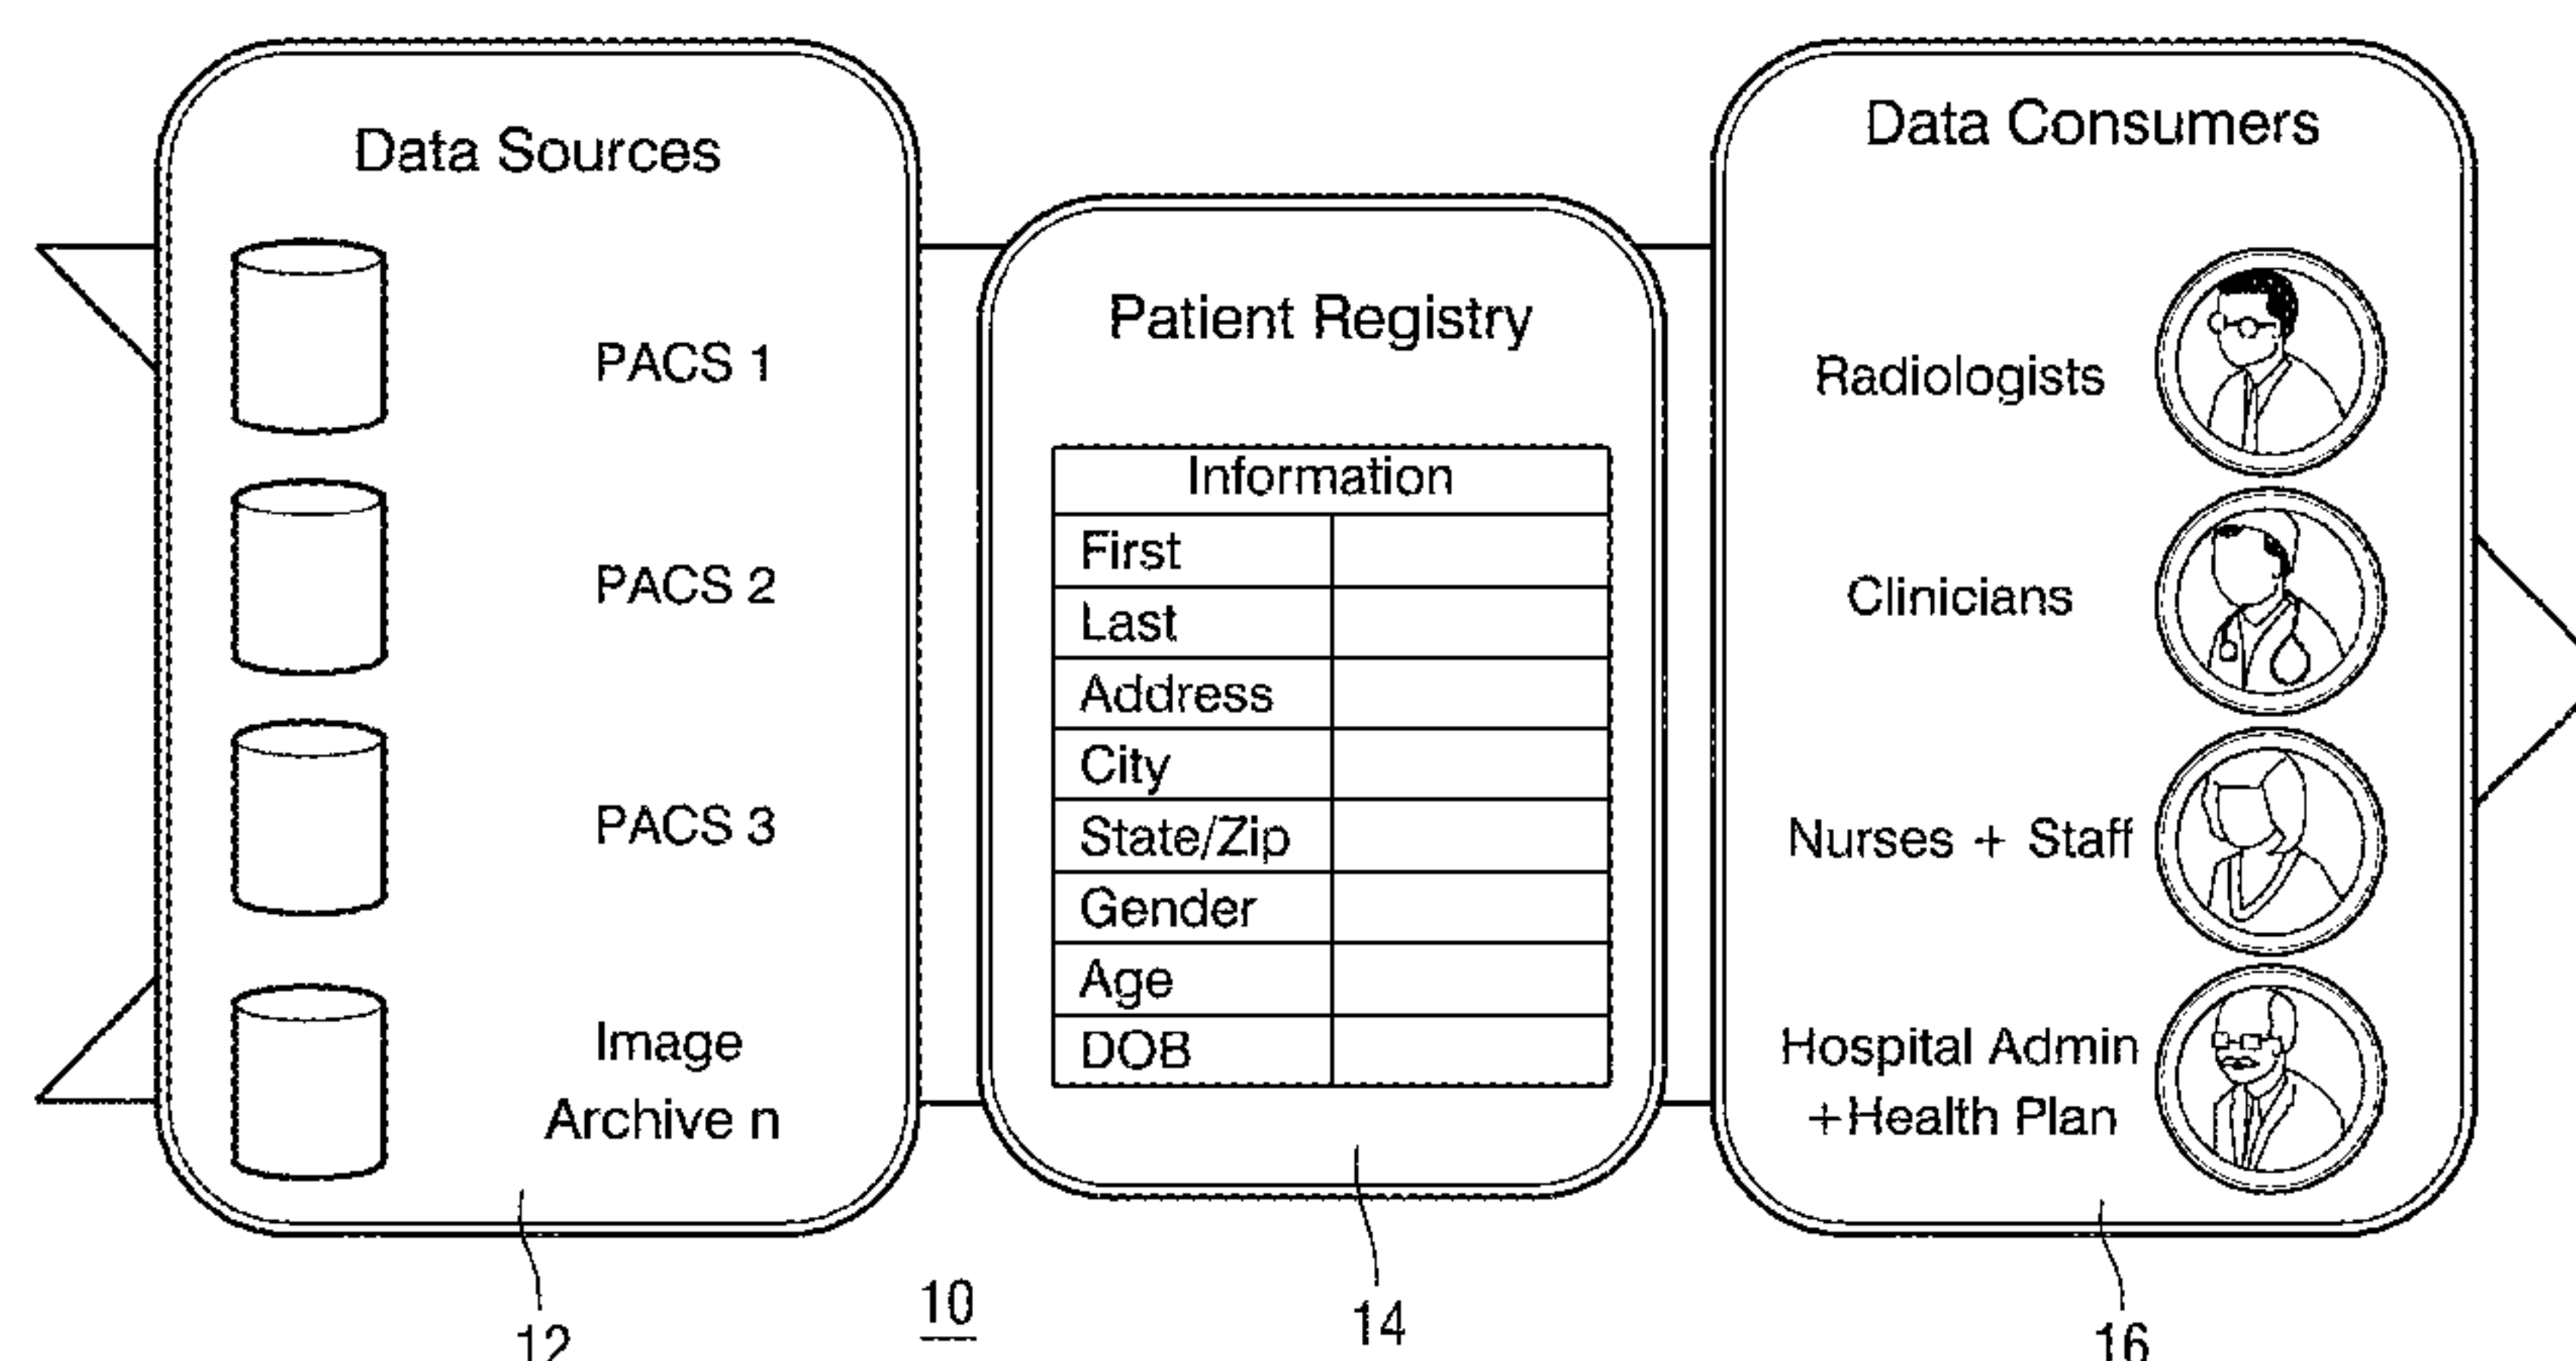 Data Sources
PACS 1
PACS 2
PACS 3
Image
Archive n
12
10
Patient Registry
Information
First
Last
Address
City
State/Zip
Gender
Age
DOB
14
Data Consumers
Radiologists
Clinicians
Nurses + Staff
Hospital Admin
+Health Plan
16